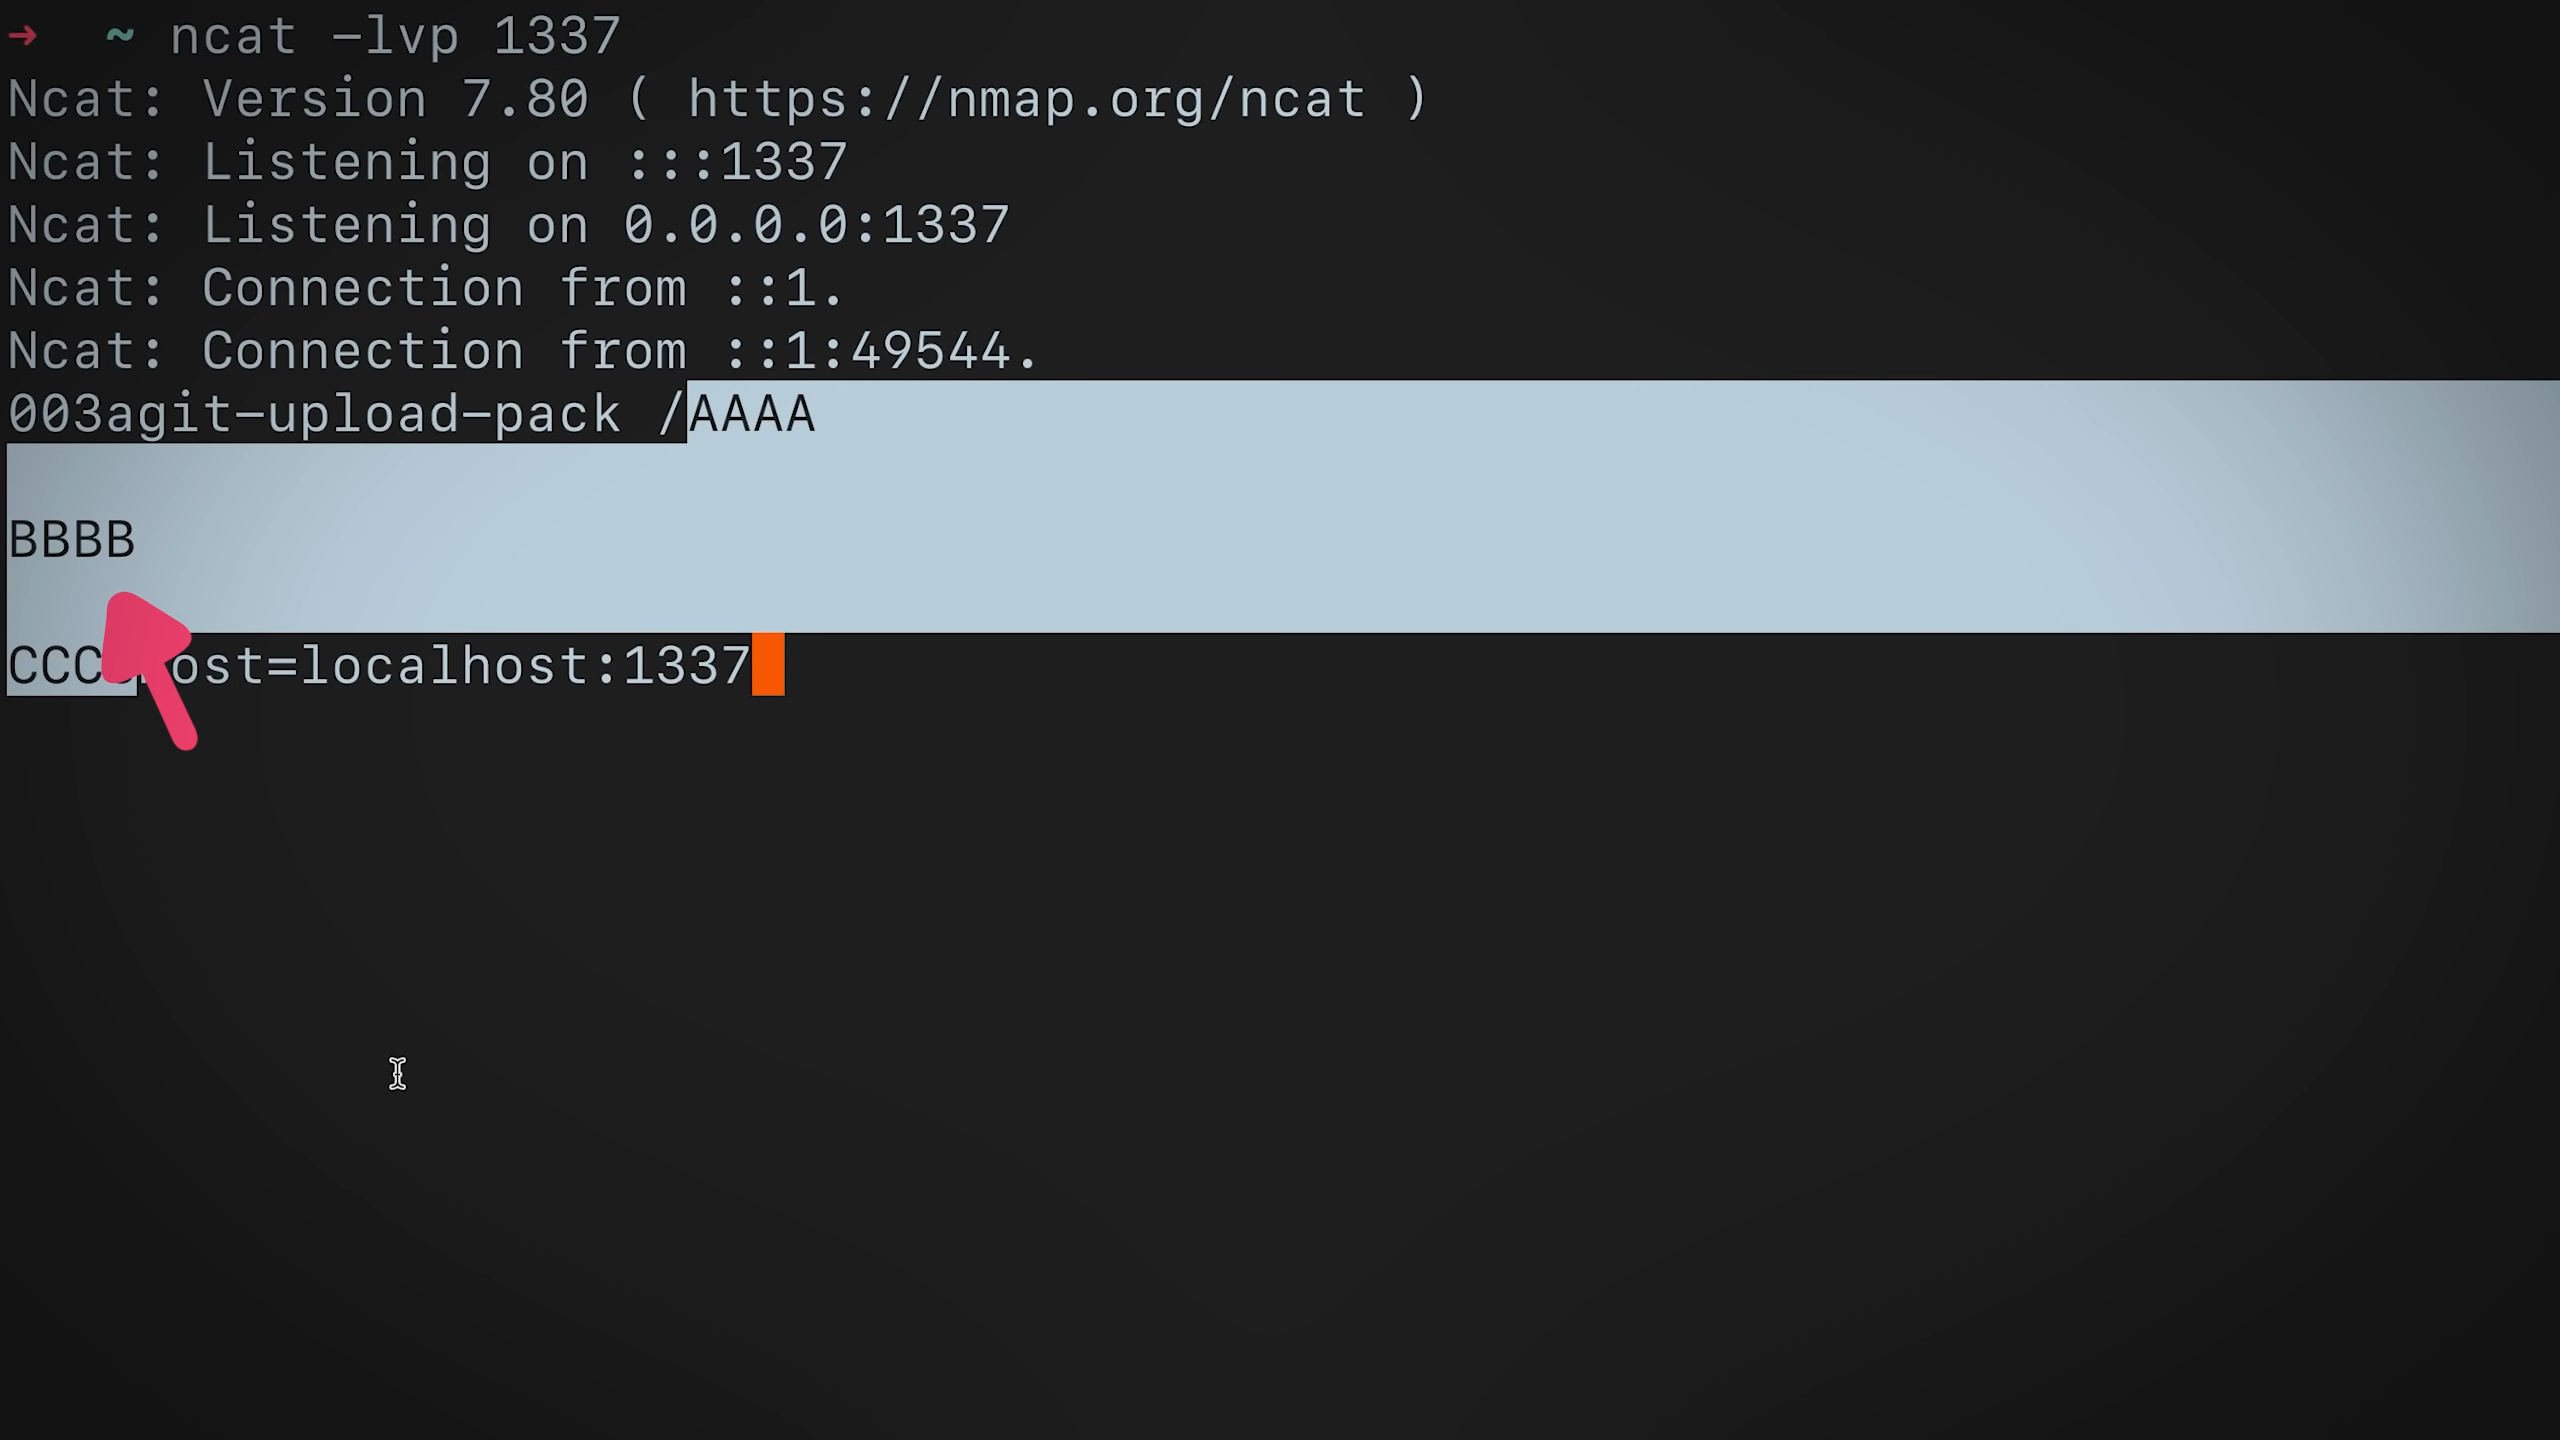 ➜ ~ ncat -lvp 1337
Ncat: Version 7.80 ( https://nmap.org/ncat )
Ncat: Listening on :::1337
Ncat: Listening on 0.0.0.0:1337
Ncat: Connection from ::1.
Ncat: Connection from ::1:49544.
003agit-upload-pack /AAAA
BBBB
CCCChost=localhost:1337